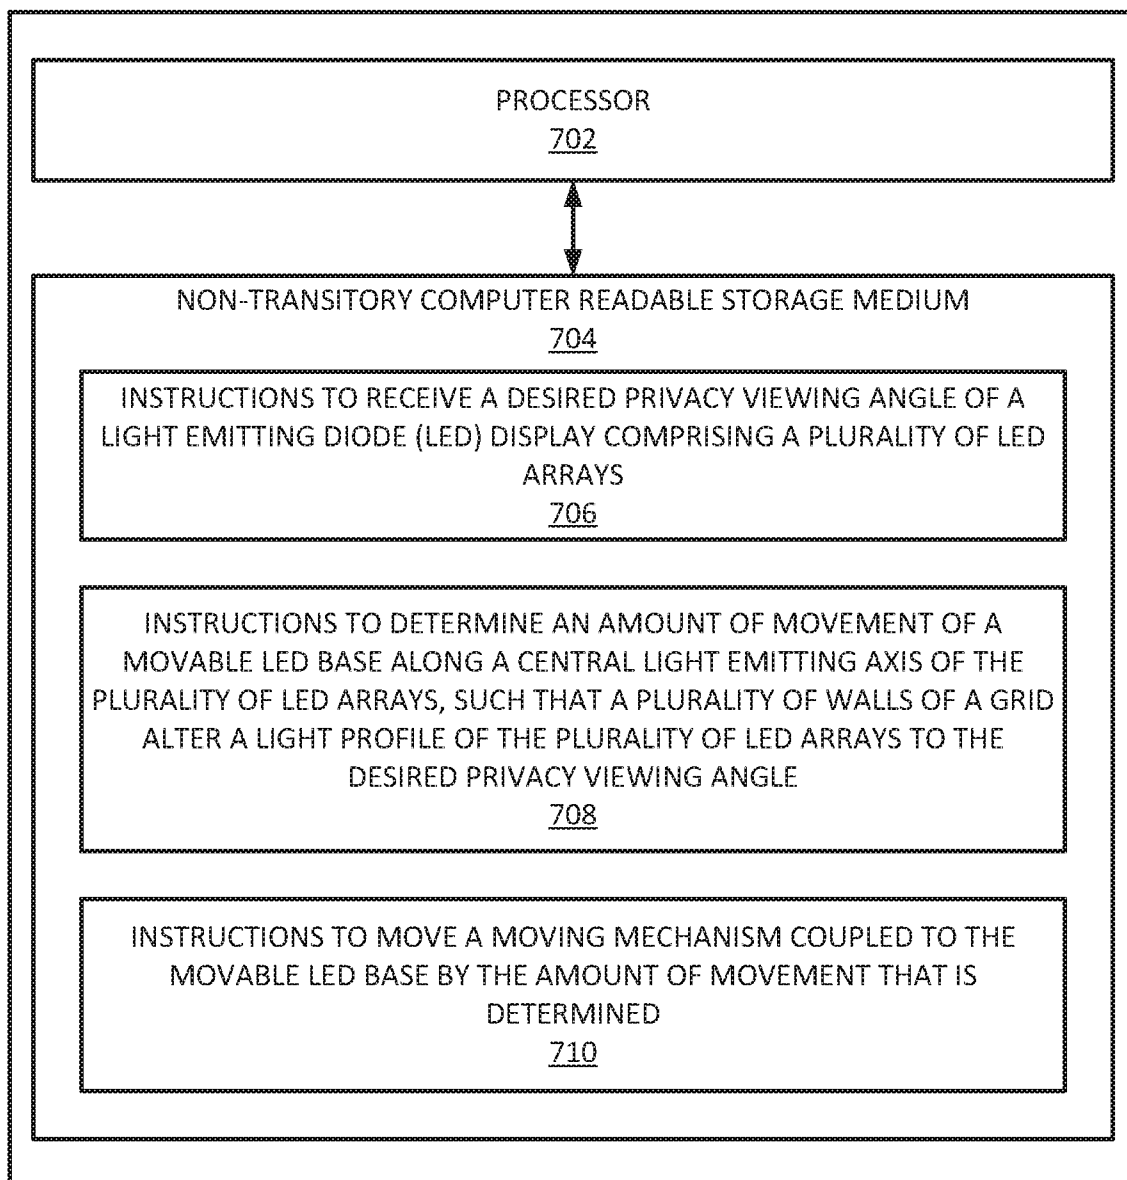 PROCESSOR
702
NON-TRANSITORY COMPUTER READABLE STORAGE MEDIUM
704
INSTRUCTIONS TO RECEIVE A DESIRED PRIVACY VIEWING ANGLE OF A
LIGHT EMITTING DIODE (LED) DISPLAY COMPRISING A PLURALITY OF LED
ARRAYS
706
INSTRUCTIONS TO DETERMINE AN AMOUNT OF MOVEMENT OF A
MOVABLE LED BASE ALONG A CENTRAL LIGHT EMITTING AXIS OF THE
PLURALITY OF LED ARRAYS, SUCH THAT A PLURALITY OF WALLS OF A GRID
ALTER A LIGHT PROFILE OF THE PLURALITY OF LED ARRAYS TO THE
DESIRED PRIVACY VIEWING ANGLE
708
INSTRUCTIONS TO MOVE A MOVING MECHANISM COUPLED TO THE
MOVABLE LED BASE BY THE AMOUNT OF MOVEMENT THAT IS
DETERMINED
710